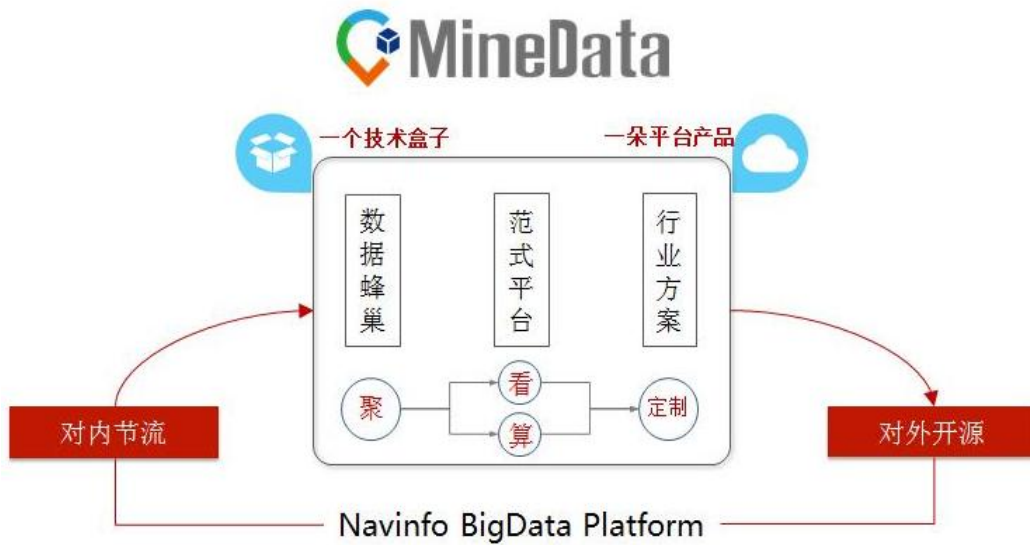 MineData
一个技术盒子
一朵平台产品
数据蜂巢
范式平台
行业方案
聚
看
算
定制
对内节流
对外开源
Navinfo BigData Platform